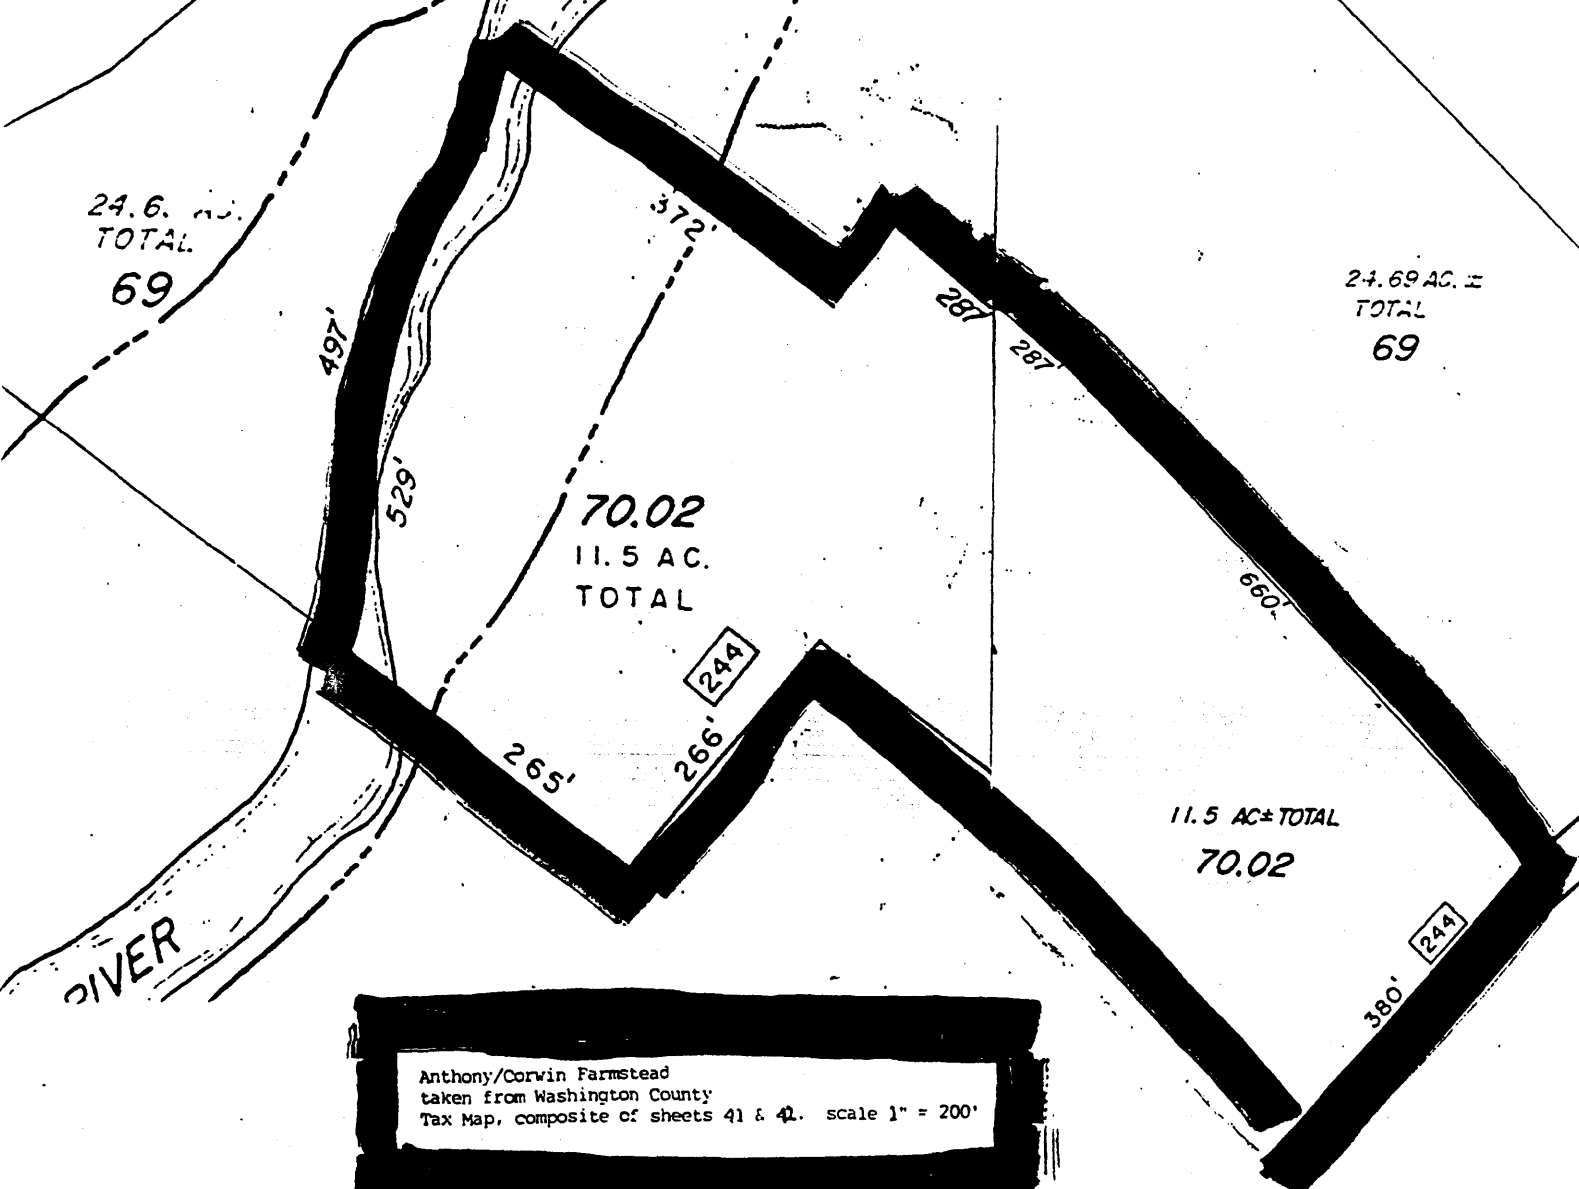 24.6.
TOTAL
69
372'
497'
287'
287'
24.69 AC. ±
TOTAL
69
529'
70.02
11.5 AC.
TOTAL
660'
244
266'
265'
11.5 AC± TOTAL
70.02
244
380'
RIVER
Anthony/Corwin Farmstead
taken from Washington County
Tax Map, composite of sheets 41 & 42. scale 1" = 200'